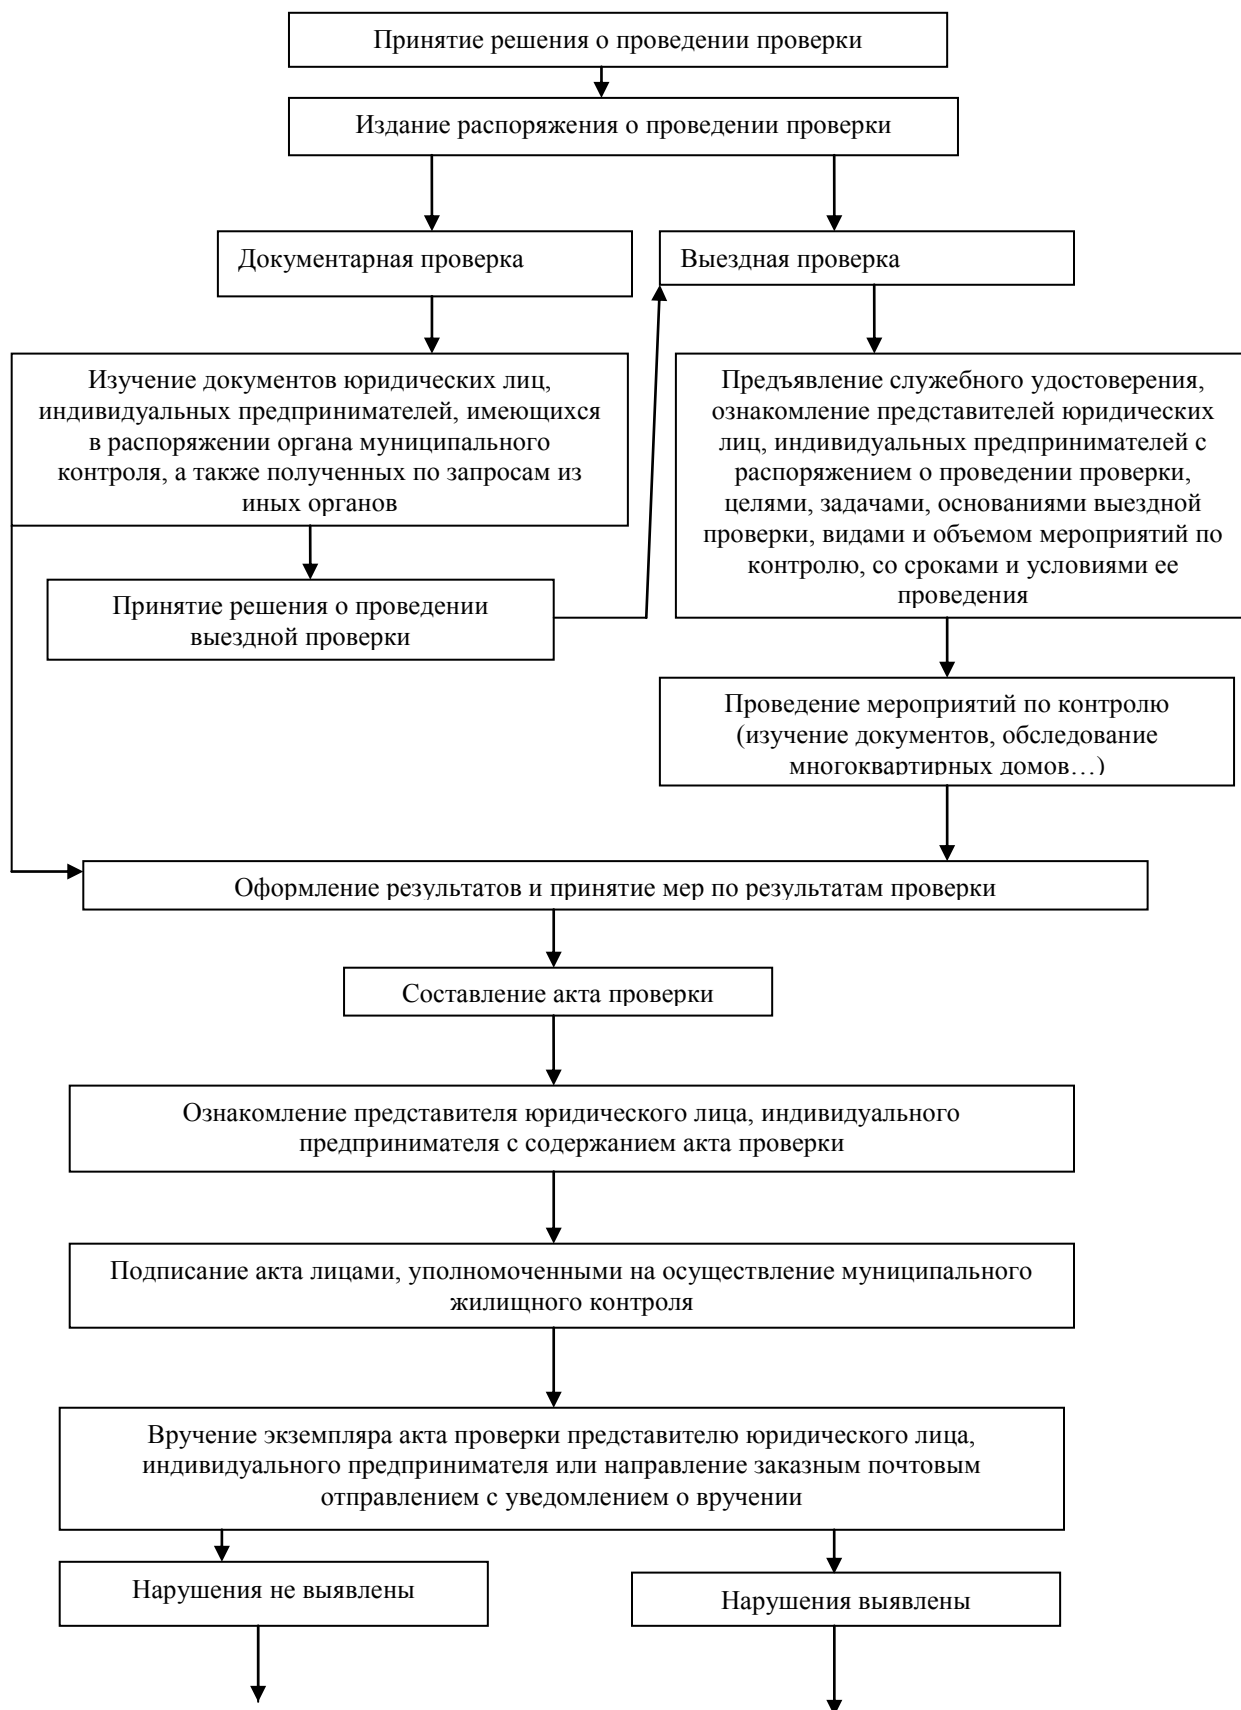 Принятие решения о проведении проверки
Издание распоряжения о проведении проверки
Документарная проверка
Выездная проверка
Изучение документов юридических лиц,
индивидуальных предпринимателей, имеющихся
в распоряжении органа муниципального
контроля, а также полученных по запросам из
иных органов
Предъявление служебного удостоверения,
ознакомление представителей юридических
лиц, индивидуальных предпринимателей с
распоряжением о проведении проверки,
целями, задачами, основаниями выездной
проверки, видами и объемом мероприятий по
контролю, со сроками и условиями ее
проведения
Принятие решения о проведении
выездной проверки
Проведение мероприятий по контролю
(изучение документов, обследование
многоквартирных домов…)
Оформление результатов и принятие мер по результатам проверки
Составление акта проверки
Ознакомление представителя юридического лица, индивидуального
предпринимателя с содержанием акта проверки
Подписание акта лицами, уполномоченными на осуществление муниципального
жилищного контроля
Вручение экземпляра акта проверки представителю юридического лица,
индивидуального предпринимателя или направление заказным почтовым
отправлением с уведомлением о вручении
Нарушения не выявлены
Нарушения выявлены